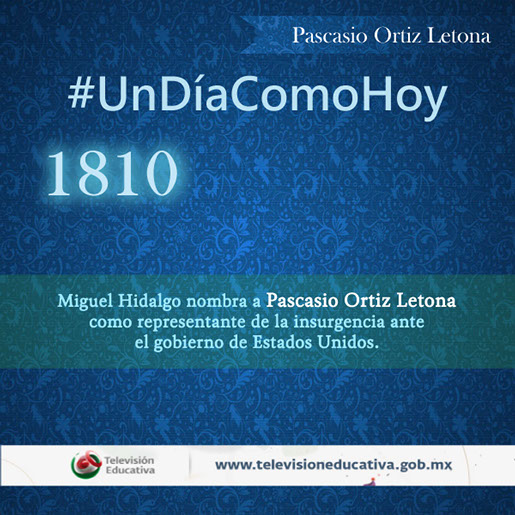 Pascasio Ortiz Letona
#UnDíaComoHoy
1810
Miguel Hidalgo nombra a Pascasio Ortiz Letona
como representante de la insurgencia ante
el gobierno de Estados Unidos.
Televisión
Educativa
www.televisioneducativa.gob.mx